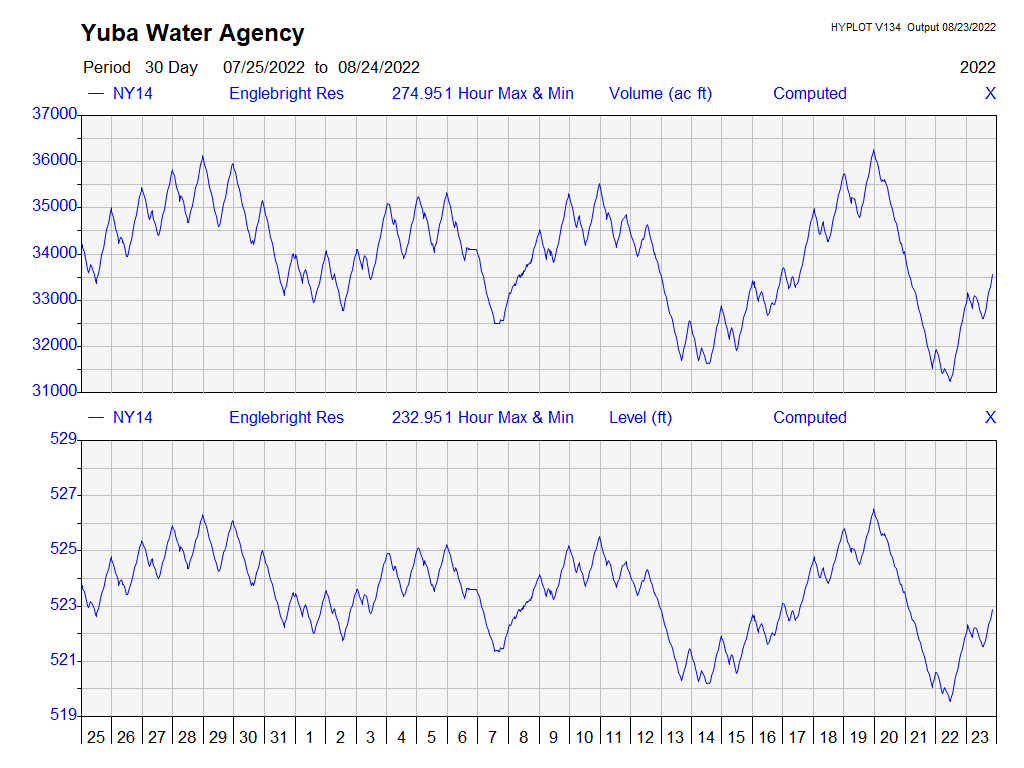 Yuba Water Agency
HYPLOT V134 Output 08/23/2022
Period 30 Day 07/25/2022 to 08/24/2022 2022
— NY14 Englebright Res 274.951 Hour Max & Min Volume (ac ft) Computed X
37000
36000
35000
34000
33000
32000
31000
— NY14 Englebright Res 232.951 Hour Max & Min Level (ft) Computed X
529
527
525
523
521
519
25 26 27 28 29 30 31 1 2 3 4 5 6 7 8 9 10 11 12 13 14 15 16 17 18 19 20 21 22 23